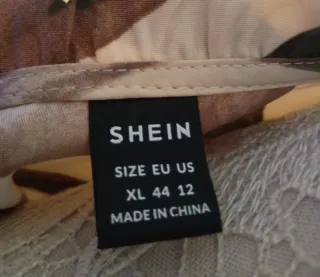 SHEIN
SIZE EU US
XL 44 12
MADE IN CHINA